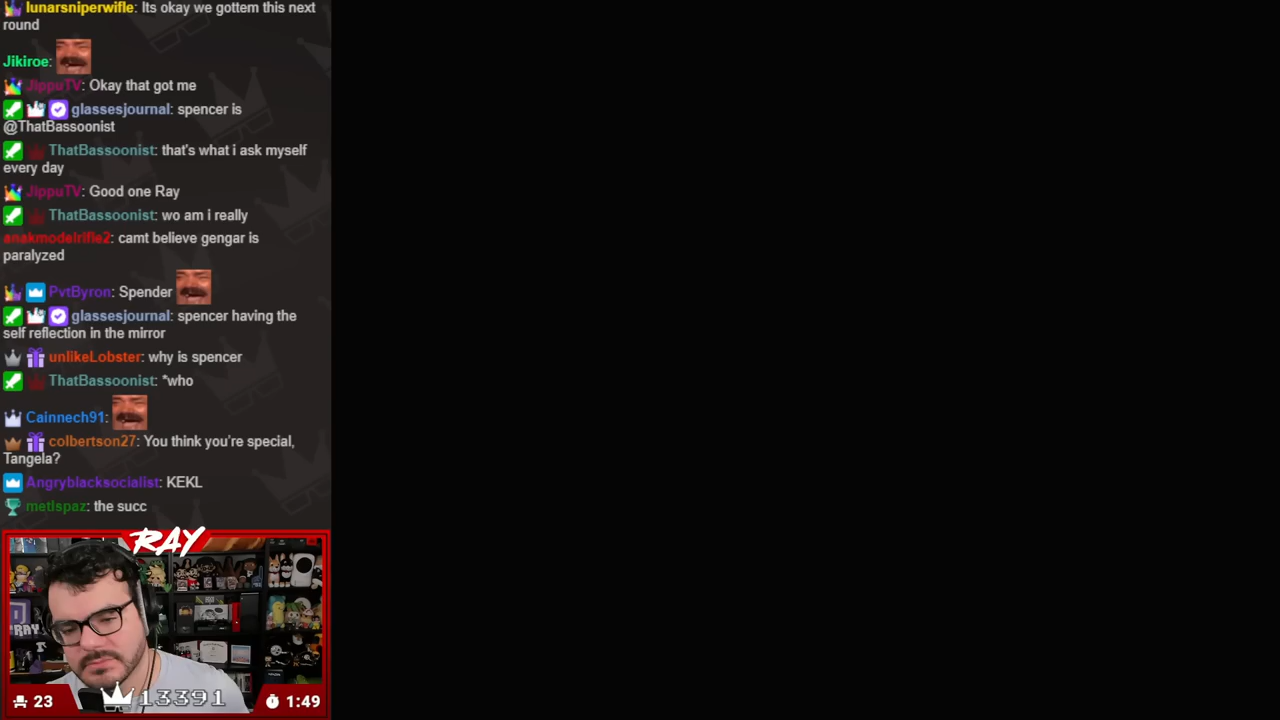 lunarsniperwifle: Its okay we gottem this next
round
Jikiroe:
JippuTV: Okay that got me
glassesjournal: spencer is
@ThatBassoonist
ThatBassoonist: that's what i ask myself
every day
JippuTV: Good one Ray
ThatBassoonist: wo am i really
anakmodelrifle2: camt believe gengar is
paralyzed
PvtByron: Spender
glassesjournal: spencer having the
self reflection in the mirror
unlikeLobster: why is spencer
ThatBassoonist: *who
Cainnech91:
colbertson27: You think you're special,
Tangela?
Angryblacksocialist: KEKL
metlspaz: the succ
RAY
RAY
23
13391
1:49